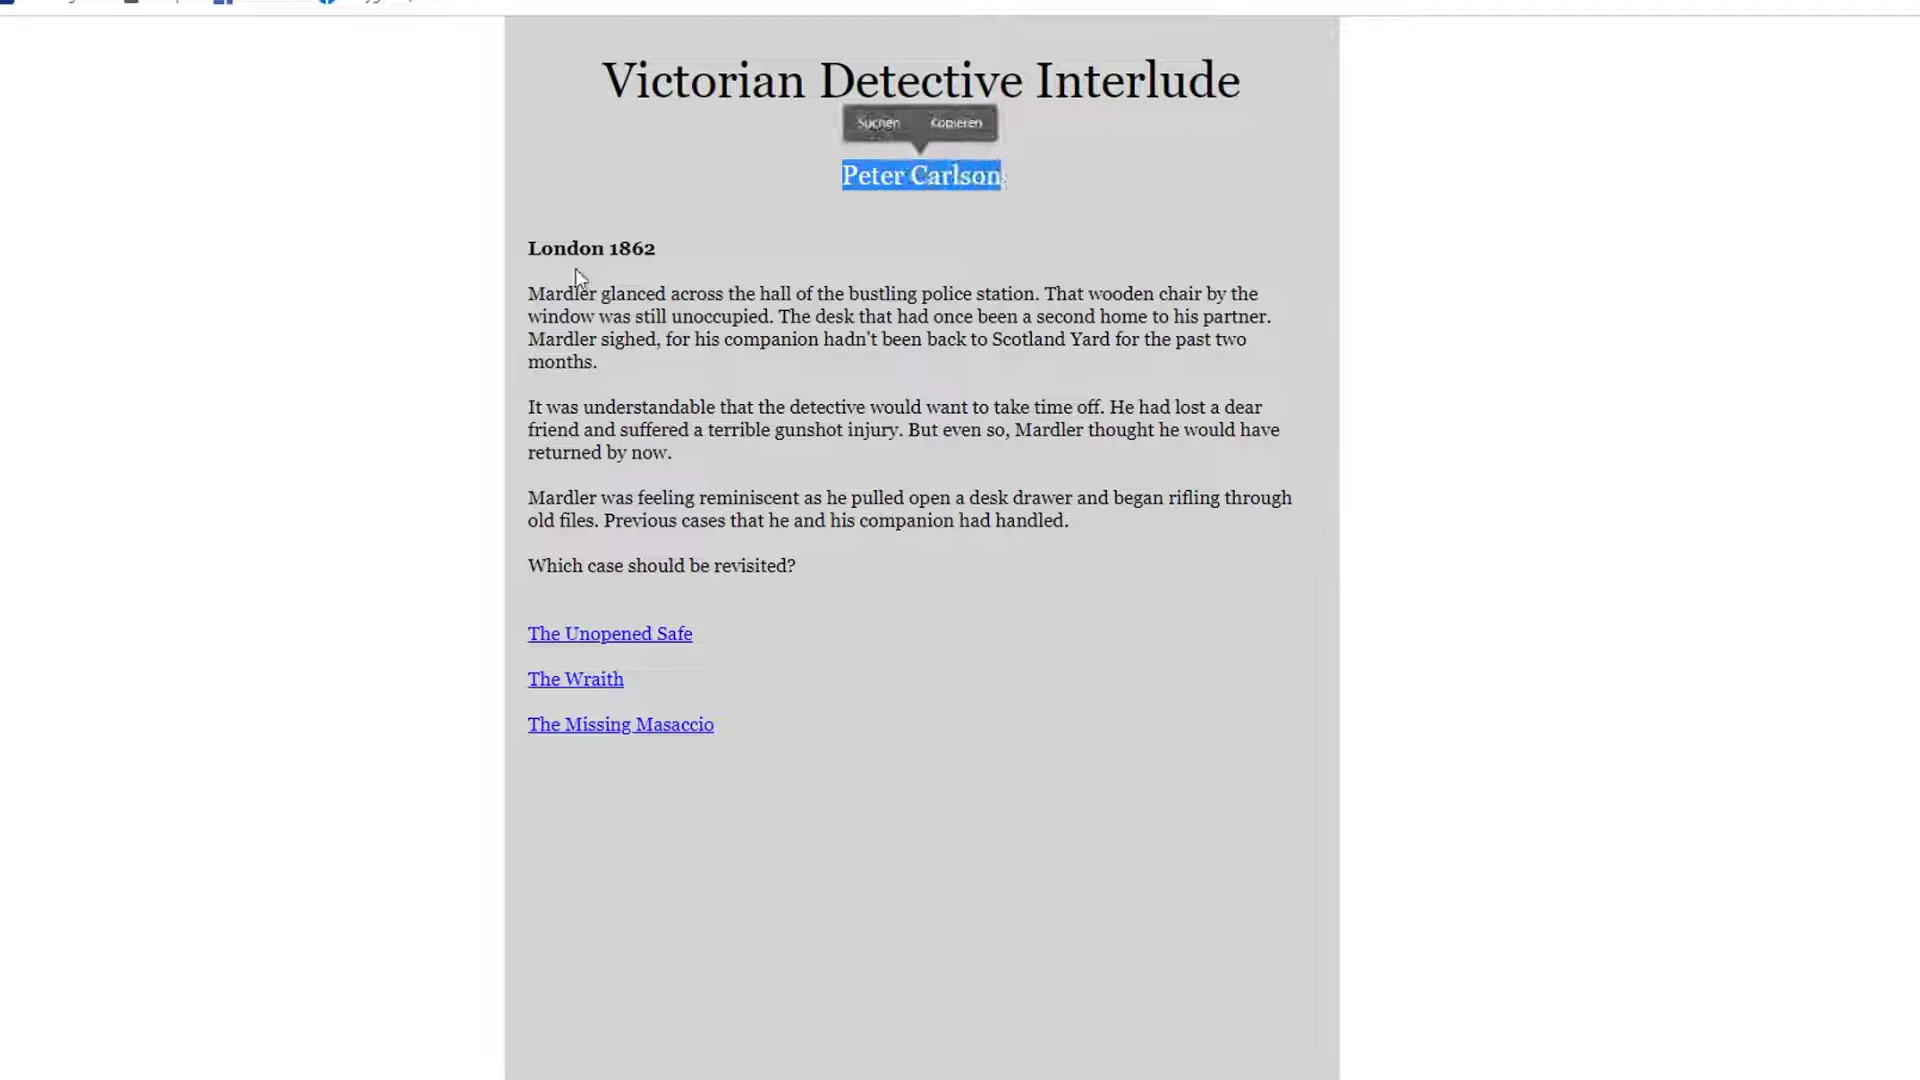 Victorian Detective Interlude
Suchen Kopieren
Peter Carlson
London 1862
Mardler glanced across the hall of the bustling police station. That wooden chair by the
window was still unoccupied. The desk that had once been a second home to his partner.
Mardler sighed, for his companion hadn't been back to Scotland Yard for the past two
months.
It was understandable that the detective would want to take time off. He had lost a dear
friend and suffered a terrible gunshot injury. But even so, Mardler thought he would have
returned by now.
Mardler was feeling reminiscent as he pulled open a desk drawer and began rifling through
old files. Previous cases that he and his companion had handled.
Which case should be revisited?
The Unopened Safe
The Wraith
The Missing Masaccio